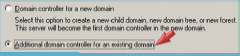 Domain controller for a new domain
Select this option to create a new child domain, new domain tree, or new forest.
This server will become the first domain controller in the new domain.
Additional domain controller for an existing domain